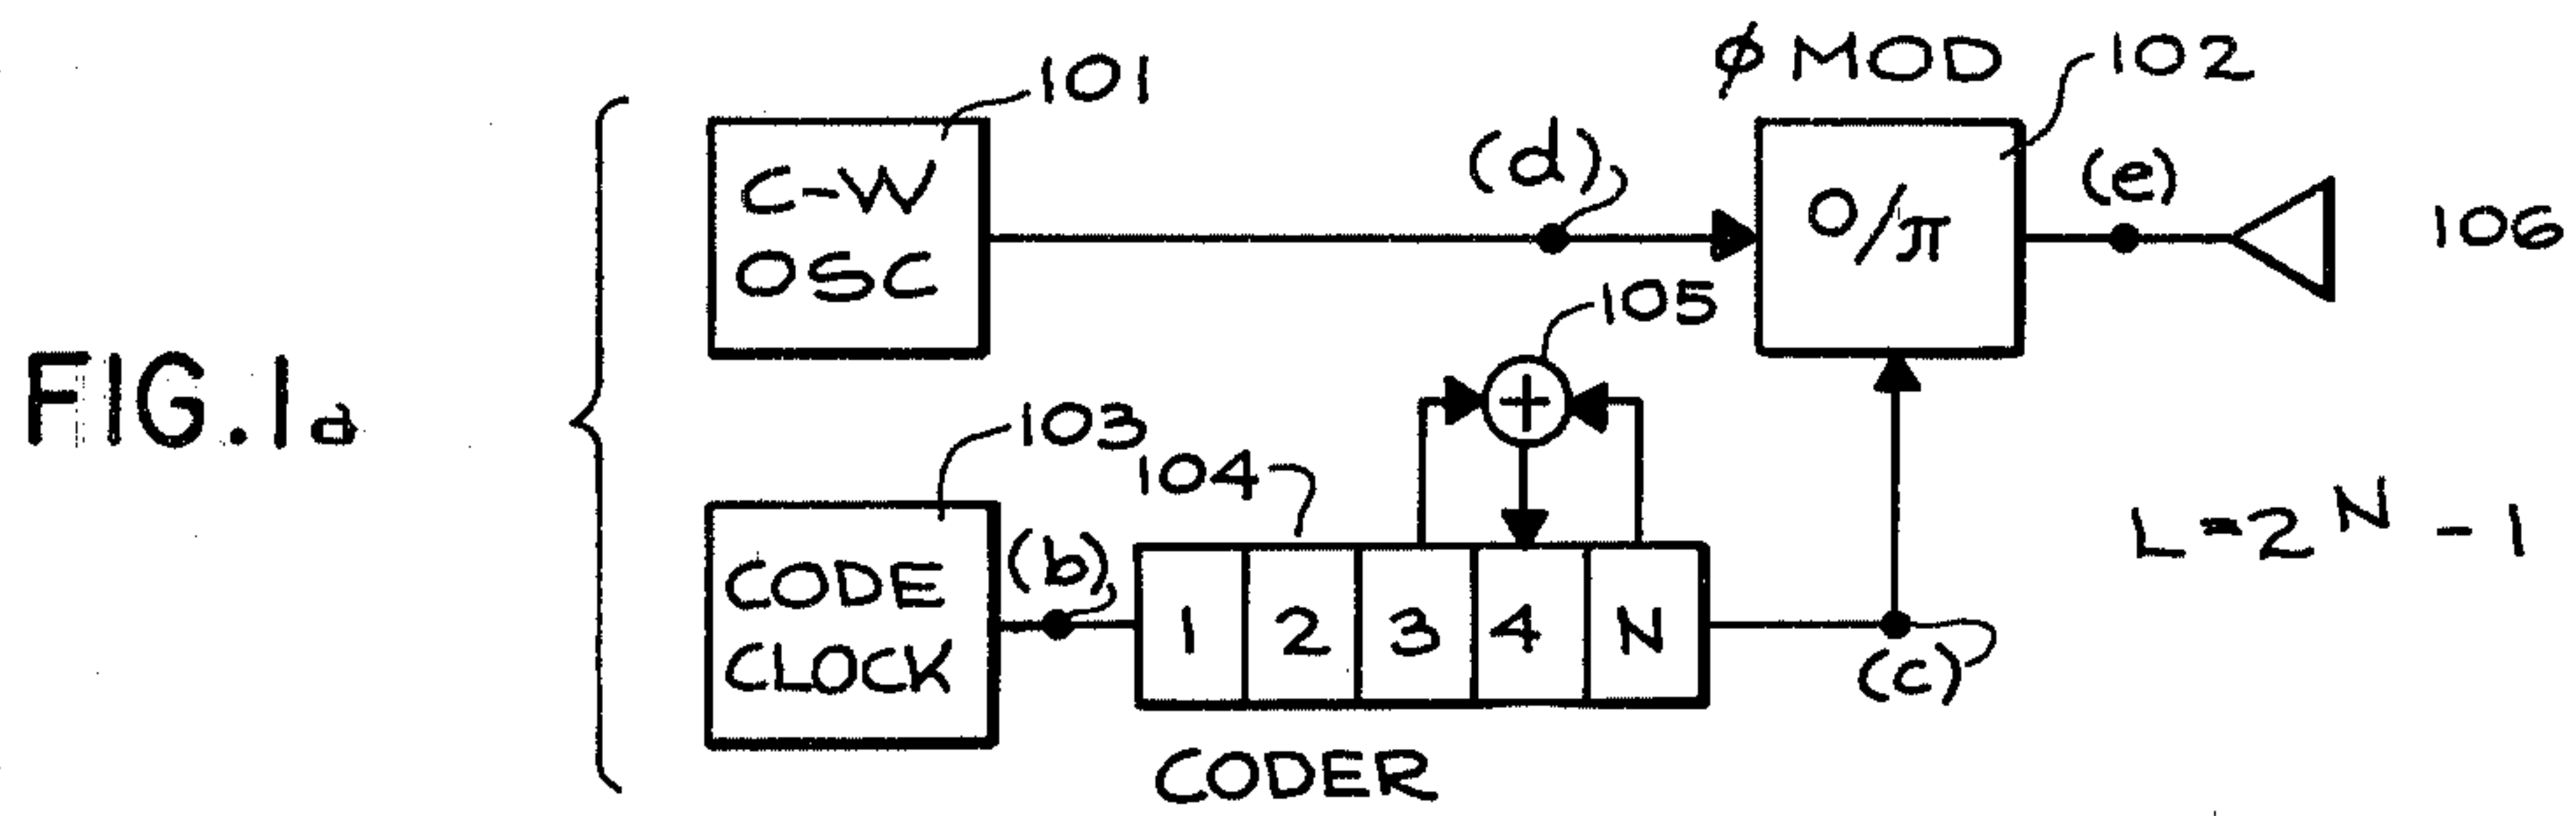 FIG.1a
C-W
OSC
101
(d)
φ MOD
102
0/π
(e)
106
105
+
CODE
CLOCK
103
(b)
104
1 2 3 4 N
CODER
(c)
L=2^N-1